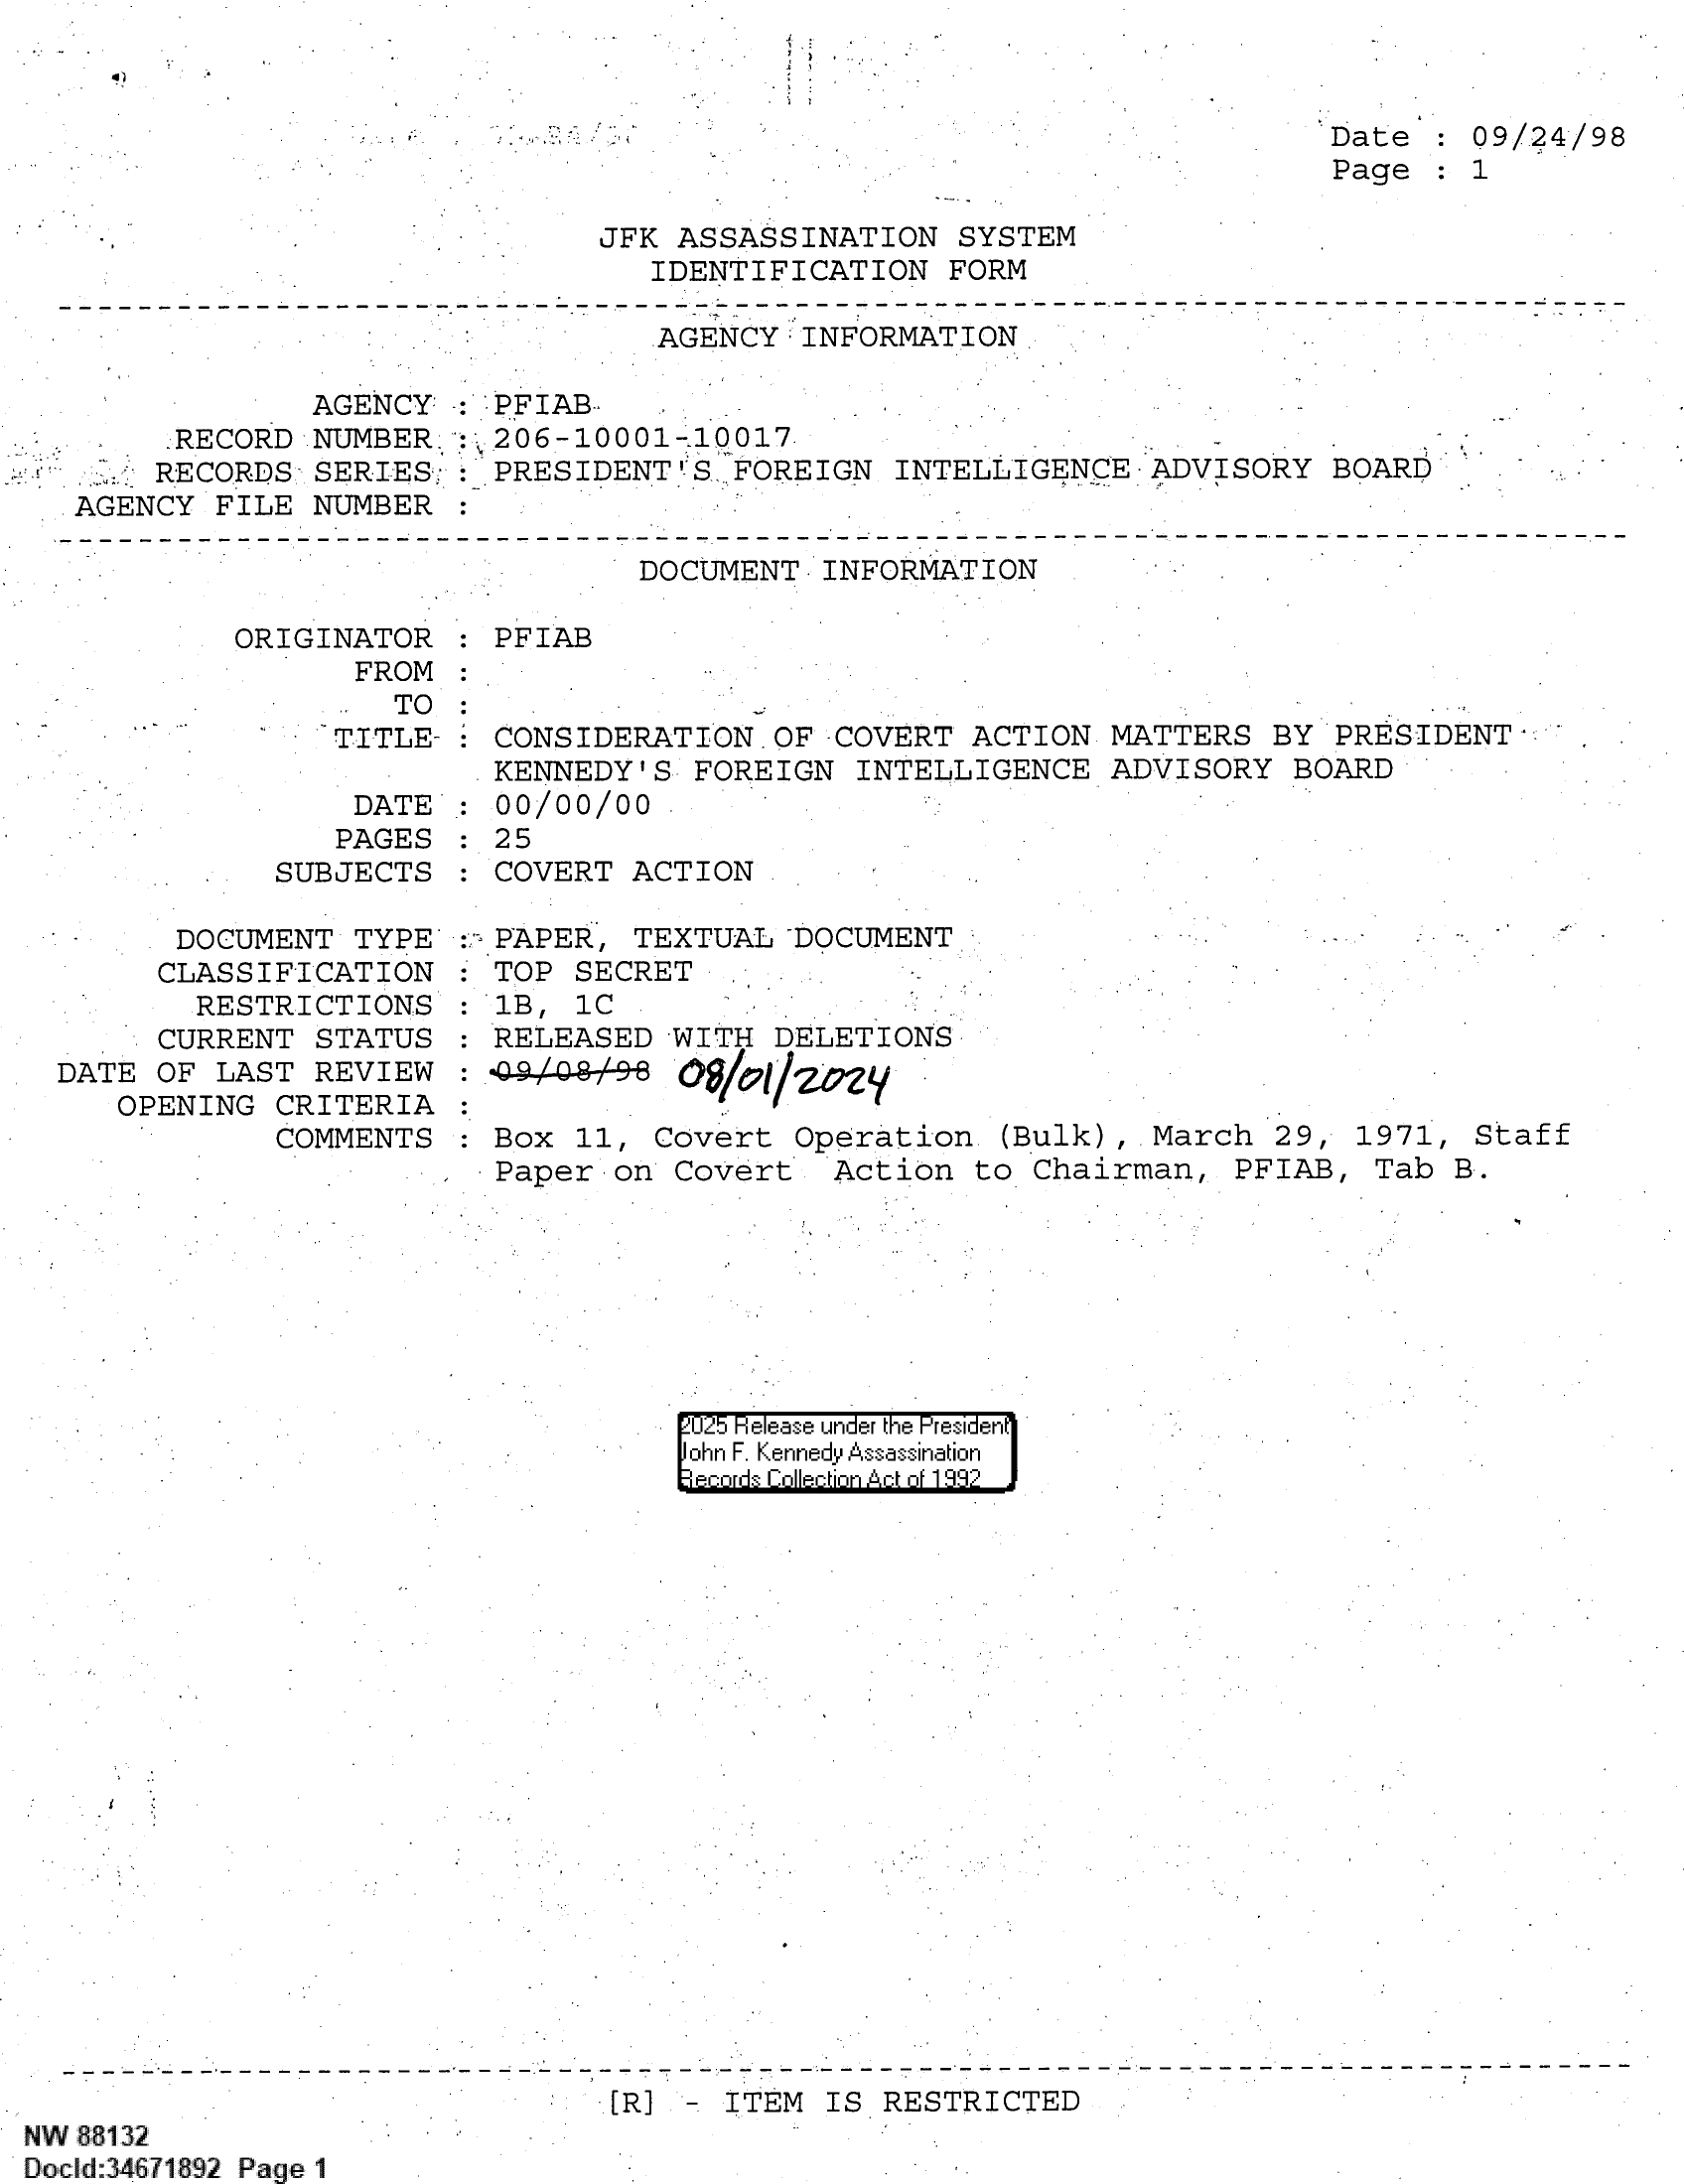 Date : 09/24/98
Page : 1
JFK ASSASSINATION SYSTEM
IDENTIFICATION FORM
AGENCY INFORMATION
AGENCY : PFIAB
RECORD NUMBER : 206-10001-10017
RECORDS SERIES : PRESIDENT'S FOREIGN INTELLIGENCE ADVISORY BOARD
AGENCY FILE NUMBER :
DOCUMENT INFORMATION
ORIGINATOR : PFIAB
FROM :
TO :
TITLE : CONSIDERATION OF COVERT ACTION MATTERS BY PRESIDENT
KENNEDY'S FOREIGN INTELLIGENCE ADVISORY BOARD
DATE : 00/00/00
PAGES : 25
SUBJECTS : COVERT ACTION
DOCUMENT TYPE : PAPER, TEXTUAL DOCUMENT
CLASSIFICATION : TOP SECRET
RESTRICTIONS : 1B, 1C
CURRENT STATUS : RELEASED WITH DELETIONS
DATE OF LAST REVIEW : 09/08/98 08/01/2024
OPENING CRITERIA :
COMMENTS : Box 11, Covert Operation (Bulk), March 29, 1971, Staff
Paper on Covert Action to Chairman, PFIAB, Tab B.
2025 Release under the President
John F. Kennedy Assassination
Records Collection Act of 1992
[R] - ITEM IS RESTRICTED
NW 88132
DocId:34671892 Page 1